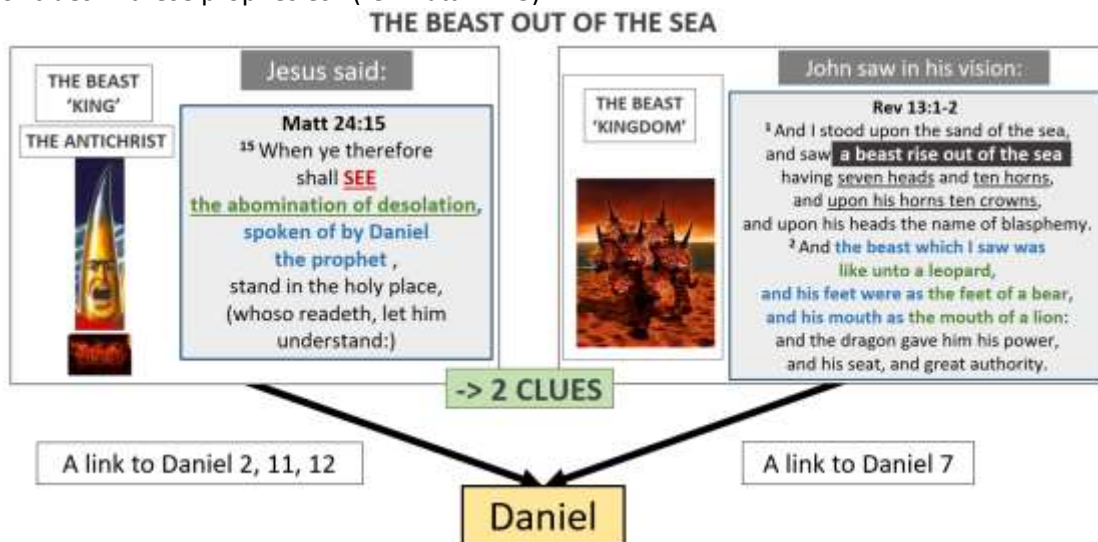 THE BEAST OUT OF THE SEA
THE BEAST
'KING'
THE ANTICHRIST
Jesus said:
Matt 24:15
15 When ye therefore
shall SEE
the abomination of desolation,
spoken of by Daniel
the prophet ,
stand in the holy place,
(whoso readeth, let him
understand:)
THE BEAST
'KINGDOM'
John saw in his vision:
Rev 13:1-2
1 And I stood upon the sand of the sea,
and saw a beast rise out of the sea
having seven heads and ten horns,
and upon his horns ten crowns,
and upon his heads the name of blasphemy.
2 And the beast which I saw was
like unto a leopard,
and his feet were as the feet of a bear,
and his mouth as the mouth of a lion:
and the dragon gave him his power,
and his seat, and great authority.
-> 2 CLUES
A link to Daniel 2, 11, 12
A link to Daniel 7
Daniel